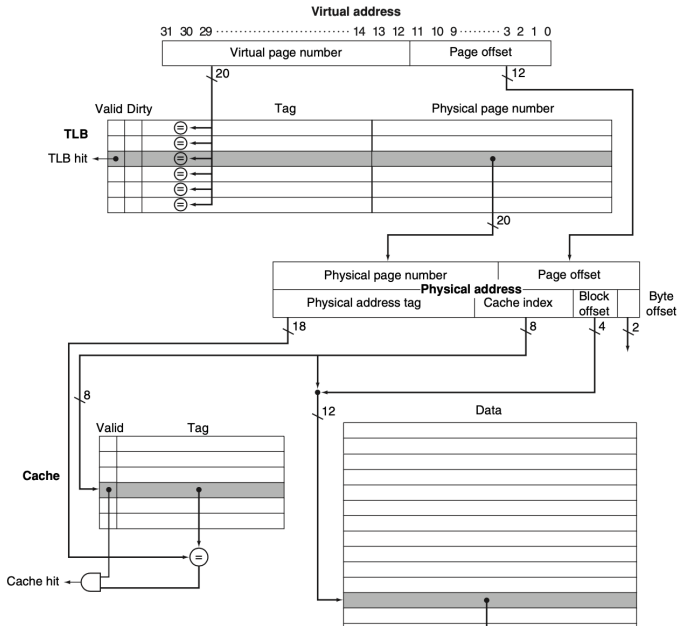 Virtual address
31 30 29 ·················· 14 13 12 11 10 9 ········ 3 2 1 0
Virtual page number Page offset
20 12
Valid Dirty Tag Physical page number
TLB
=
=
TLB hit =
=
=
=
20
Physical page number Page offset
Physical address
Physical address tag Cache index Block offset Byte offset
18 8 4 2
8
12
Data
Valid Tag
Cache
=
Cache hit